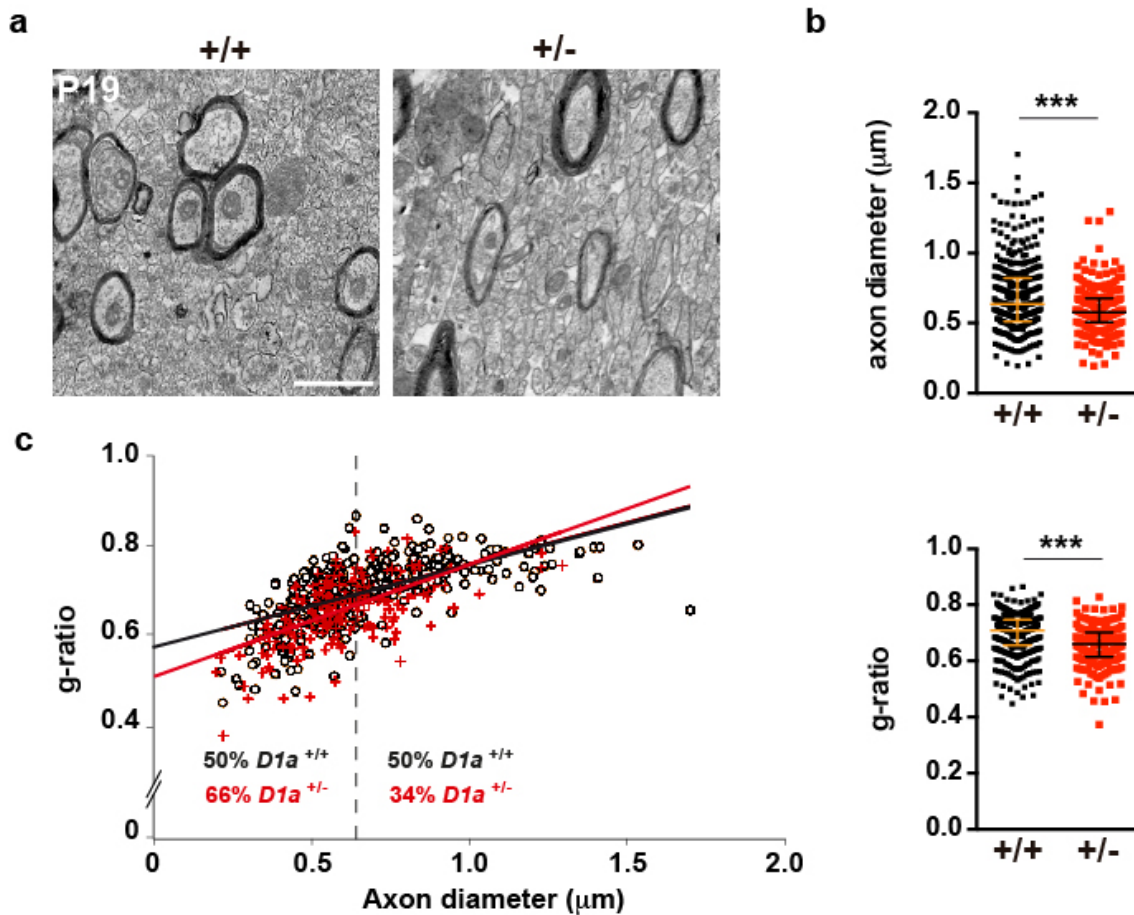 a
+/+
+/-
P19
b
***
2.0
1.5
1.0
0.5
0.0
axon diameter (μm)
+/+
+/-
c
1.0
0.8
0.6
0.4
0
g-ratio
50% D1a +/+
66% D1a +/-
50% D1a +/+
34% D1a +/-
0
0.5
1.0
1.5
2.0
Axon diameter (μm)
***
1.0
0.8
0.6
0.4
0.2
0.0
g-ratio
+/+
+/-